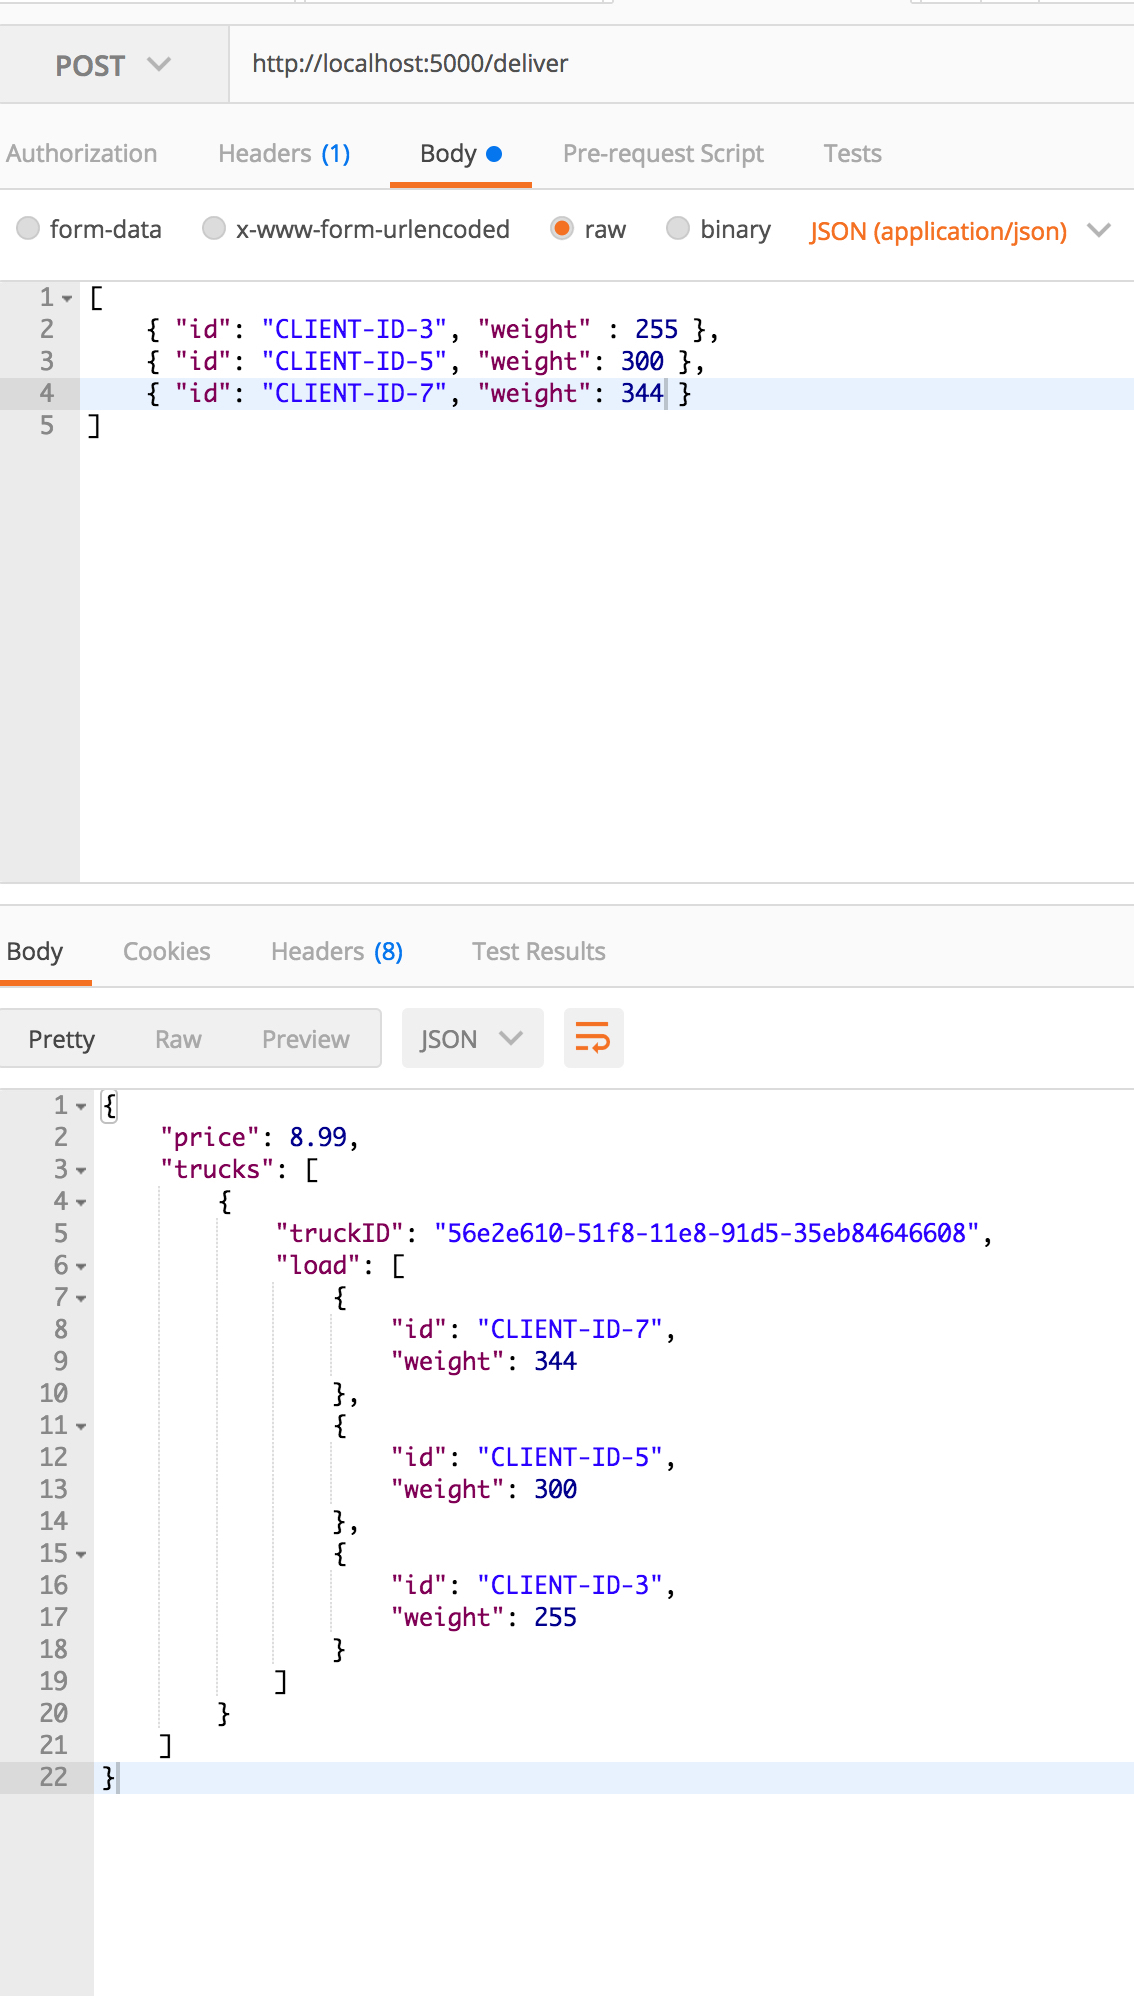 POST http://localhost:5000/deliver
Authorization Headers (1) Body Pre-request Script Tests
form-data x-www-form-urlencoded raw binary JSON (application/json)
1 [
2 { "id": "CLIENT-ID-3", "weight" : 255 },
3 { "id": "CLIENT-ID-5", "weight": 300 },
4 { "id": "CLIENT-ID-7", "weight": 344 }
5 ]
Body Cookies Headers (8) Test Results
Pretty Raw Preview JSON
1 {
2 "price": 8.99,
3 "trucks": [
4 {
5 "truckID": "56e2e610-51f8-11e8-91d5-35eb84646608",
6 "load": [
7 {
8 "id": "CLIENT-ID-7",
9 "weight": 344
10 },
11 {
12 "id": "CLIENT-ID-5",
13 "weight": 300
14 },
15 {
16 "id": "CLIENT-ID-3",
17 "weight": 255
18 }
19 ]
20 }
21 ]
22 }